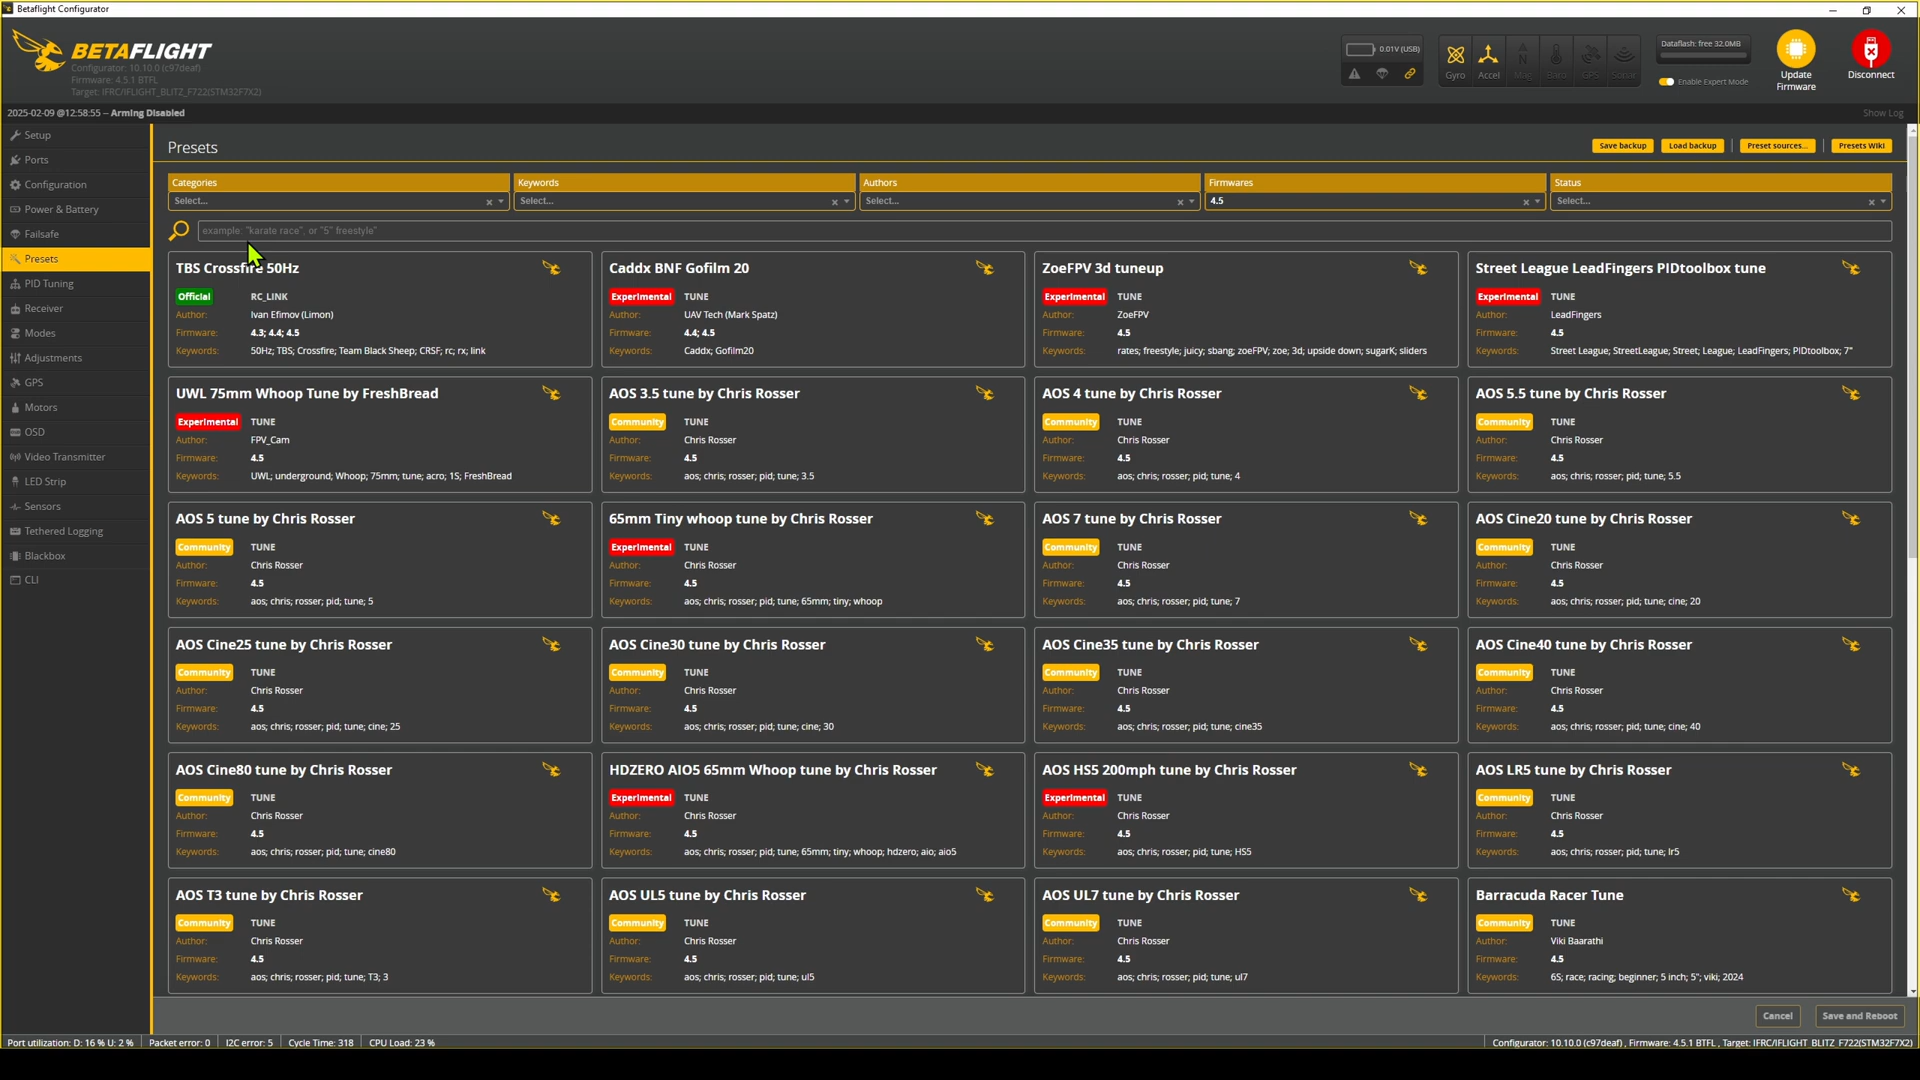 Betaflight Configurator
BETAFLIGHT
Configurator: 10.10.0 (c97deaf)
Firmware: 4.5.1 BTFL
Target: IFRC/IFLIGHT_BLITZ_F722(STM32F7X2)
0.01V (USB)
Gyro
Accel
Mag
Baro
GPS
Sonar
Dataflash: free 32.0MB
Enable Expert Mode
Update
Firmware
Disconnect
2025-02-09 @12:58:55 -- Arming Disabled
Show Log
Setup
Ports
Configuration
Power & Battery
Failsafe
Presets
PID Tuning
Receiver
Modes
Adjustments
GPS
Motors
OSD
Video Transmitter
LED Strip
Sensors
Tethered Logging
Blackbox
CLI
Presets
Save backup
Load backup
Preset sources...
Presets Wiki
Categories
Select...
Keywords
Select...
Authors
Select...
Firmwares
4.5
Status
Select...
example: "karate race", or "5" freestyle"
TBS Crossfire 50Hz
Official RC_LINK
Author: Ivan Efimov (Limon)
Firmware: 4.3; 4.4; 4.5
Keywords: 50Hz; TBS; Crossfire; Team Black Sheep; CRSF; rc; rx; link
Caddx BNF Gofilm 20
Experimental TUNE
Author: UAV Tech (Mark Spatz)
Firmware: 4.4; 4.5
Keywords: Caddx; Gofilm20
ZoeFPV 3d tuneup
Experimental TUNE
Author: ZoeFPV
Firmware: 4.5
Keywords: rates; freestyle; juicy; sbang; zoeFPV; zoe; 3d; upside down; sugarK; sliders
Street League LeadFingers PIDtoolbox tune
Experimental TUNE
Author: LeadFingers
Firmware: 4.5
Keywords: Street League; StreetLeague; Street; League; LeadFingers; PIDtoolbox; 7"
UWL 75mm Whoop Tune by FreshBread
Experimental TUNE
Author: FPV_Cam
Firmware: 4.5
Keywords: UWL; underground; Whoop; 75mm; tune; acro; 1S; FreshBread
AOS 3.5 tune by Chris Rosser
Community TUNE
Author: Chris Rosser
Firmware: 4.5
Keywords: aos; chris; rosser; pid; tune; 3.5
AOS 4 tune by Chris Rosser
Community TUNE
Author: Chris Rosser
Firmware: 4.5
Keywords: aos; chris; rosser; pid; tune; 4
AOS 5.5 tune by Chris Rosser
Community TUNE
Author: Chris Rosser
Firmware: 4.5
Keywords: aos; chris; rosser; pid; tune; 5.5
AOS 5 tune by Chris Rosser
Community TUNE
Author: Chris Rosser
Firmware: 4.5
Keywords: aos; chris; rosser; pid; tune; 5
65mm Tiny whoop tune by Chris Rosser
Experimental TUNE
Author: Chris Rosser
Firmware: 4.5
Keywords: aos; chris; rosser; pid; tune; 65mm; tiny; whoop
AOS 7 tune by Chris Rosser
Community TUNE
Author: Chris Rosser
Firmware: 4.5
Keywords: aos; chris; rosser; pid; tune; 7
AOS Cine20 tune by Chris Rosser
Community TUNE
Author: Chris Rosser
Firmware: 4.5
Keywords: aos; chris; rosser; pid; tune; cine; 20
AOS Cine25 tune by Chris Rosser
Community TUNE
Author: Chris Rosser
Firmware: 4.5
Keywords: aos; chris; rosser; pid; tune; cine; 25
AOS Cine30 tune by Chris Rosser
Community TUNE
Author: Chris Rosser
Firmware: 4.5
Keywords: aos; chris; rosser; pid; tune; cine; 30
AOS Cine35 tune by Chris Rosser
Community TUNE
Author: Chris Rosser
Firmware: 4.5
Keywords: aos; chris; rosser; pid; tune; cine35
AOS Cine40 tune by Chris Rosser
Community TUNE
Author: Chris Rosser
Firmware: 4.5
Keywords: aos; chris; rosser; pid; tune; cine; 40
AOS Cine80 tune by Chris Rosser
Community TUNE
Author: Chris Rosser
Firmware: 4.5
Keywords: aos; chris; rosser; pid; tune; cine80
HDZERO AIO5 65mm Whoop tune by Chris Rosser
Experimental TUNE
Author: Chris Rosser
Firmware: 4.5
Keywords: aos; chris; rosser; pid; tune; 65mm; tiny; whoop; hdzero; aio; aio5
AOS HS5 200mph tune by Chris Rosser
Experimental TUNE
Author: Chris Rosser
Firmware: 4.5
Keywords: aos; chris; rosser; pid; tune; HS5
AOS LR5 tune by Chris Rosser
Community TUNE
Author: Chris Rosser
Firmware: 4.5
Keywords: aos; chris; rosser; pid; tune; lr5
AOS T3 tune by Chris Rosser
Community TUNE
Author: Chris Rosser
Firmware: 4.5
Keywords: aos; chris; rosser; pid; tune; T3; 3
AOS UL5 tune by Chris Rosser
Community TUNE
Author: Chris Rosser
Firmware: 4.5
Keywords: aos; chris; rosser; pid; tune; ul5
AOS UL7 tune by Chris Rosser
Community TUNE
Author: Chris Rosser
Firmware: 4.5
Keywords: aos; chris; rosser; pid; tune; ul7
Barracuda Racer Tune
Community TUNE
Author: Viki Baarathi
Firmware: 4.5
Keywords: 6S; race; racing; beginner; 5 inch; 5"; viki; 2024
Cancel
Save and Reboot
Port utilization: D: 16 % U: 2 %
Packet error: 0
I2C error: 5
Cycle Time: 318
CPU Load: 23 %
Configurator: 10.10.0 (c97deaf) , Firmware: 4.5.1 BTFL , Target: IFRC/IFLIGHT_BLITZ_F722(STM32F7X2)